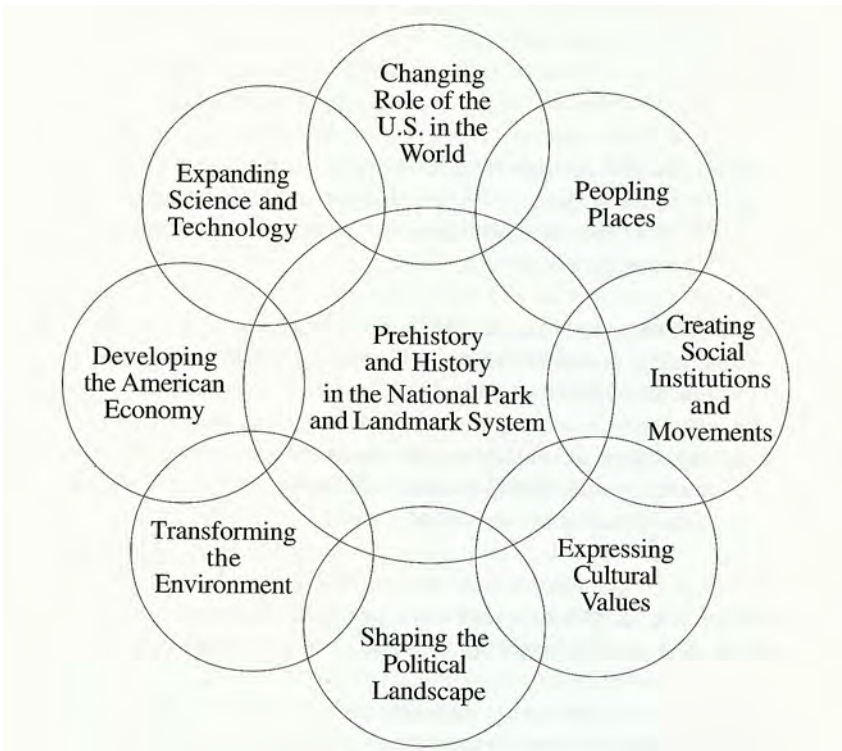 Changing
Role of the
U.S. in the
World
Peopling
Places
Creating
Social
Institutions
and
Movements
Expressing
Cultural
Values
Shaping the
Political
Landscape
Transforming
the
Environment
Developing
the American
Economy
Expanding
Science and
Technology
Prehistory
and History
in the National Park
and Landmark System